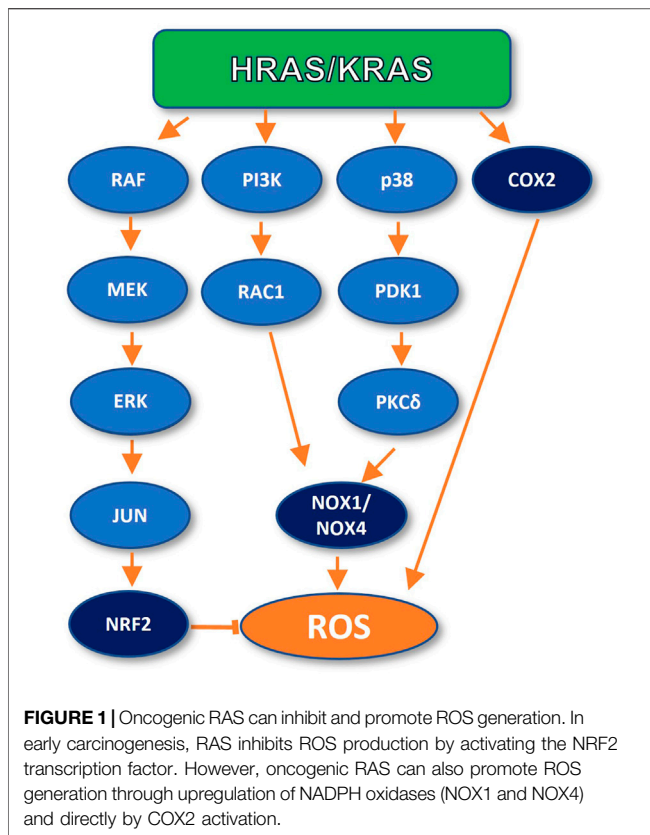 HRAS/KRAS
RAF
PI3K
p38
COX2
MEK
RAC1
PDK1
ERK
PKCδ
JUN
NOX1/
NOX4
NRF2
ROS
FIGURE 1 | Oncogenic RAS can inhibit and promote ROS generation. In
early carcinogenesis, RAS inhibits ROS production by activating the NRF2
transcription factor. However, oncogenic RAS can also promote ROS
generation through upregulation of NADPH oxidases (NOX1 and NOX4)
and directly by COX2 activation.